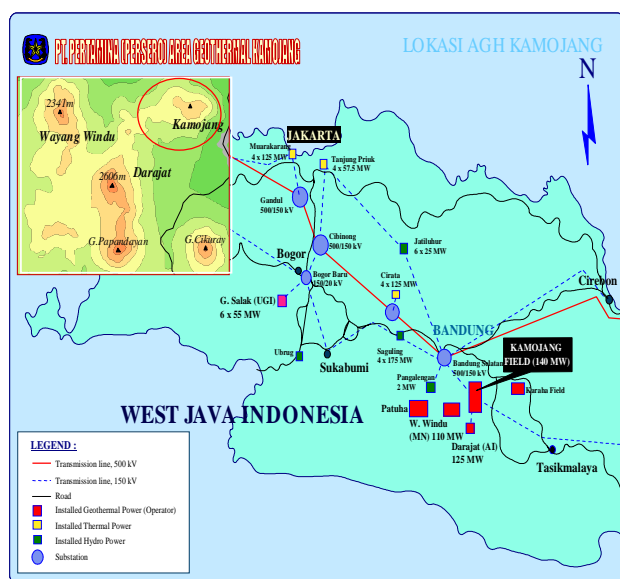 PT. PERTAMINA (PERSERO) AREA GEOTHERMAL KAMOJANG
LOKASI AGH KAMOJANG
N
2341m
Wayang Windu
Kamojang
Darajat
2606m
G.Papandayan
G.Cikuray
JAKARTA
Muarakarang
4 x 125 MW
Tanjung Priuk
4 x 57.5 MW
Gandul
500/150 kV
Cibinong
500/150 kV
Jatiluhur
6 x 25 MW
Bogor
Bogor Baru
150/20 kV
Cirata
4 x 125 MW
Cirebon
G. Salak (UGI)
6 x 55 MW
BANDUNG
KAMOJANG
FIELD (140 MW)
Ubrug
Sukabumi
Saguling
4 x 175 MW
Bandung Selatan
500/150 kV
Pangalengan
2 MW
Karaha Field
WEST JAVA-INDONESIA
Patuha
W. Windu
(MN) 110 MW
Darajat (AI)
125 MW
Tasikmalaya
LEGEND :
Transmission line, 500 kV
Transmission line, 150 kV
Road
Installed Geothermal Power (Operator)
Installed Thermal Power
Installed Hydro Power
Substation